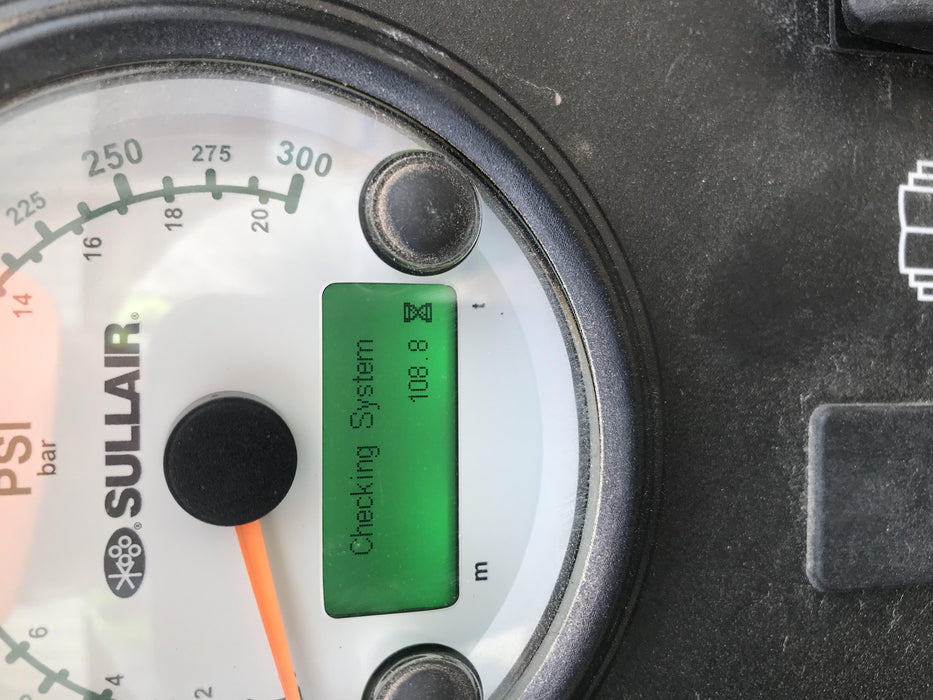 225
250
275
300
14
16
18
20
PSI
bar
SULLAIR®
®
Checking System
108.8
t
m
6
4
2